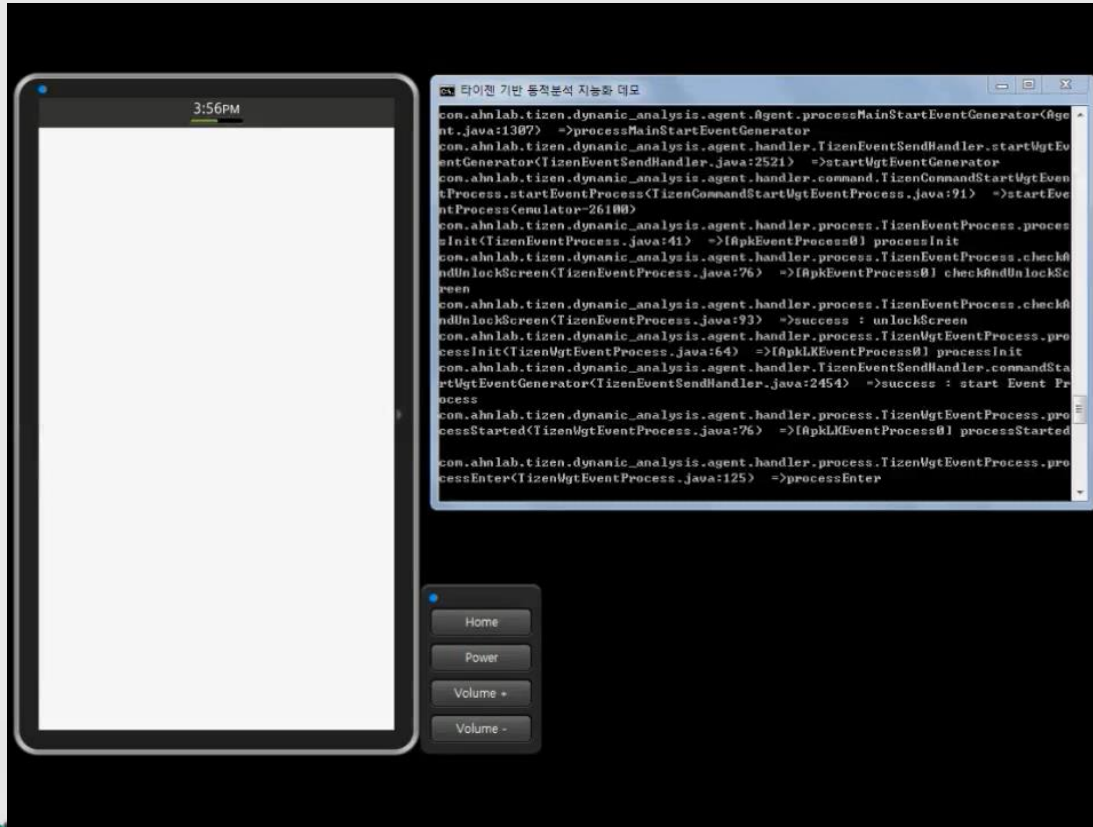 3:56PM
타이젠 기반 동적분석 지능화 데모
com.ahnlab.tizen.dynamic_analysis.agent.Agent.processMainStartEventGenerator(Age
nt.java:1307)  =>processMainStartEventGenerator
com.ahnlab.tizen.dynamic_analysis.agent.handler.TizenEventSendHandler.startWgtEv
entGenerator(TizenEventSendHandler.java:2521)  =>startWgtEventGenerator
com.ahnlab.tizen.dynamic_analysis.agent.handler.command.TizenCommandStartWgtEven
tProcess.startEventProcess(TizenCommandStartWgtEventProcess.java:91)  =>startEve
ntProcess(emulator-26100)
com.ahnlab.tizen.dynamic_analysis.agent.handler.process.TizenEventProcess.proces
sInit(TizenEventProcess.java:41)  =>[ApkEventProcess0] processInit
com.ahnlab.tizen.dynamic_analysis.agent.handler.process.TizenEventProcess.checkA
ndUnlockScreen(TizenEventProcess.java:76)  =>[ApkEventProcess0] checkAndUnlockSc
reen
com.ahnlab.tizen.dynamic_analysis.agent.handler.process.TizenEventProcess.checkA
ndUnlockScreen(TizenEventProcess.java:93)  =>success : unlockScreen
com.ahnlab.tizen.dynamic_analysis.agent.handler.process.TizenWgtEventProcess.pro
cessInit(TizenWgtEventProcess.java:64)  =>[ApkLKEventProcess0] processInit
com.ahnlab.tizen.dynamic_analysis.agent.handler.TizenEventSendHandler.commandSta
rtWgtEventGenerator(TizenEventSendHandler.java:2454)  =>success : start Event Pr
ocess
com.ahnlab.tizen.dynamic_analysis.agent.handler.process.TizenWgtEventProcess.pro
cessStarted(TizenWgtEventProcess.java:76)  =>[ApkLKEventProcess0] processStarted
com.ahnlab.tizen.dynamic_analysis.agent.handler.process.TizenWgtEventProcess.pro
cessEnter(TizenWgtEventProcess.java:125)  =>processEnter
Home
Power
Volume +
Volume -